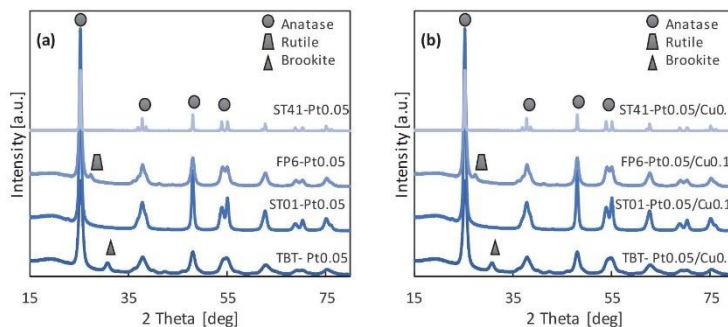 (a)
Anatase
Rutile
Brookite
ST41-Pt0.05
FP6-Pt0.05
ST01-Pt0.05
TBT- Pt0.05
Intensity [a.u.]
15 35 55 75
2 Theta [deg]
(b)
Anatase
Rutile
Brookite
ST41-Pt0.05/Cu0.
FP6-Pt0.05/Cu0.1
ST01-Pt0.05/Cu0.1
TBT- Pt0.05/Cu0.
Intensity [a.u.]
15 35 55 75
2 Theta [deg]